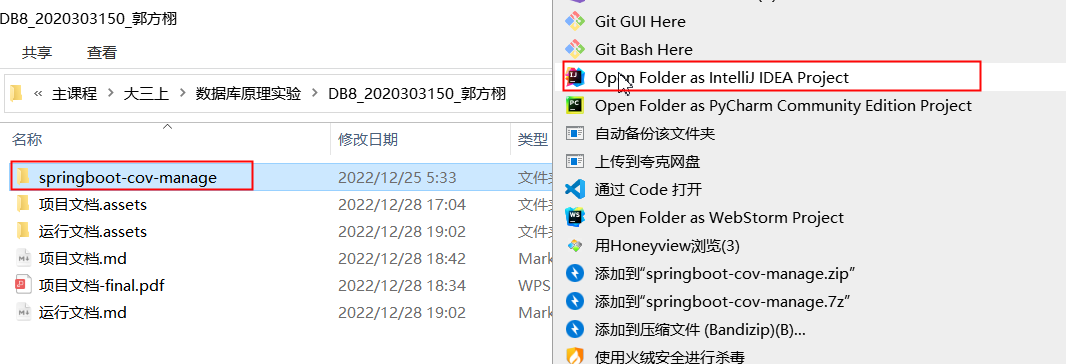 DB8_2020303150_郭方栩
共享 查看
« 主课程 › 大三上 › 数据库原理实验 › DB8_2020303150_郭方栩
名称 修改日期 类型
springboot-cov-manage 2022/12/25 5:33 文件夹
项目文档.assets 2022/12/28 17:04 文件夹
运行文档.assets 2022/12/28 19:02 文件夹
项目文档.md 2022/12/28 18:42 Mark
项目文档-final.pdf 2022/12/28 18:34 WPS
运行文档.md 2022/12/28 19:02 Mark
Git GUI Here
Git Bash Here
Open Folder as IntelliJ IDEA Project
Open Folder as PyCharm Community Edition Project
自动备份该文件夹
上传到夸克网盘
通过 Code 打开
Open Folder as WebStorm Project
用Honeyview浏览(3)
添加到“springboot-cov-manage.zip”
添加到“springboot-cov-manage.7z”
添加到压缩文件 (Bandizip)(B)...
使用火绒安全进行杀毒